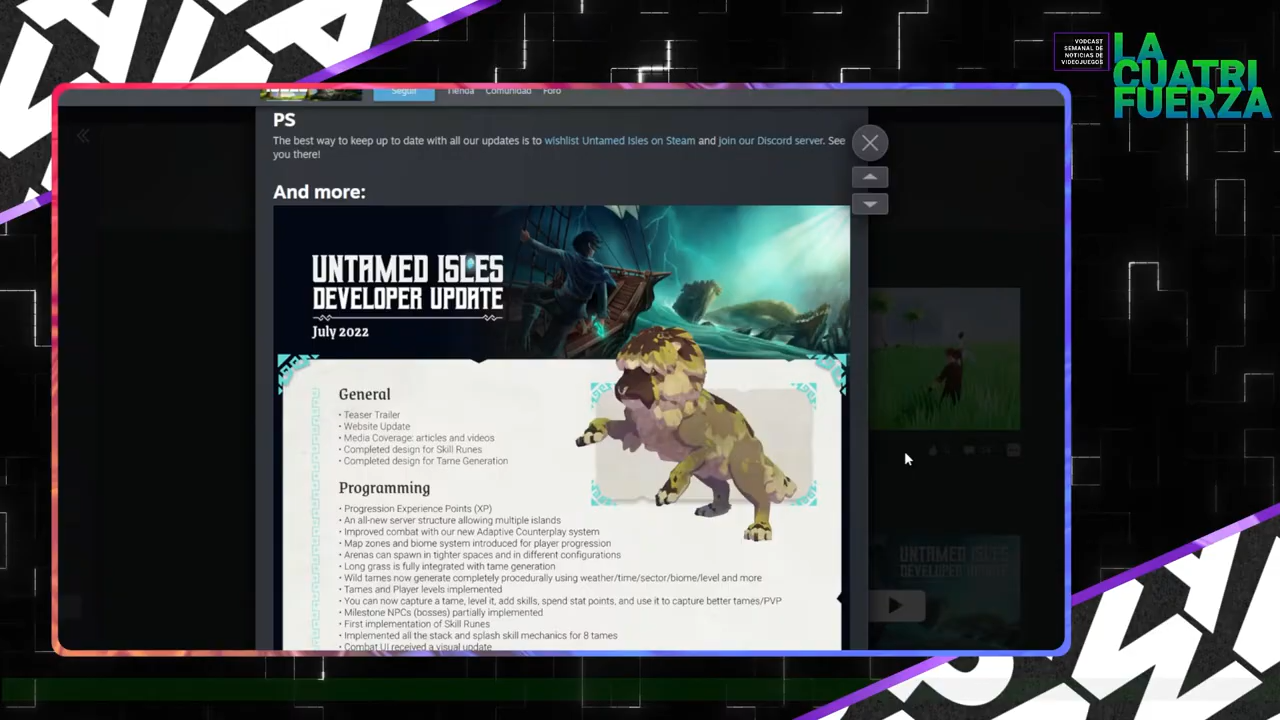 VODCAST
SEMANAL DE
NOTICIAS DE
VIDEOJUEGOS
LA
CUATRI
FUERZA
Seguir Tienda Comunidad Foro
PS
The best way to keep up to date with all our updates is to wishlist Untamed Isles on Steam and join our Discord server. See
you there!
And more:
UNTAMED ISLES
DEVELOPER UPDATE
July 2022
General
• Teaser Trailer
• Website Update
• Media Coverage: articles and videos
• Completed design for Skill Runes
• Completed design for Tame Generation
Programming
• Progression Experience Points (XP)
• An all-new server structure allowing multiple islands
• Improved combat with our new Adaptive Counterplay system
• Map zones and biome system introduced for player progression
• Arenas can spawn in tighter spaces and in different configurations
• Long grass is fully integrated with tame generation
• Wild tames now generate completely procedurally using weather/time/sector/biome/level and more
• Tames and Player levels implemented
• You can now capture a tame, level it, add skills, spend stat points, and use it to capture better tames/PVP
• Milestone NPCs (bosses) partially implemented
• First implementation of Skill Runes
• Implemented all the stack and splash skill mechanics for 8 tames
• Combat UI received a visual update
UNTAMED ISLES
DEVELOPER UPDATE